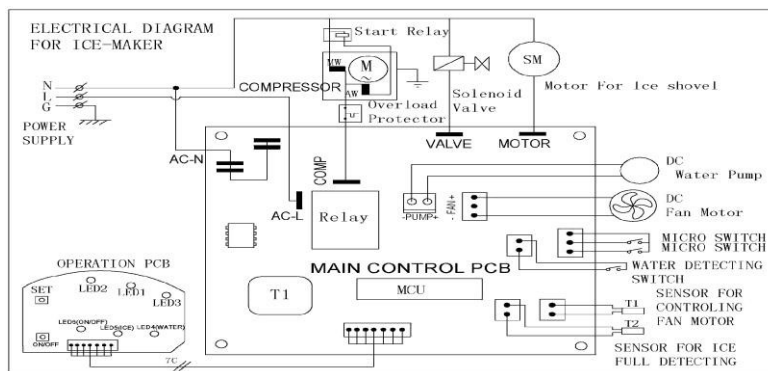 ELECTRICAL DIAGRAM
FOR ICE-MAKER
Start Relay
MW
M
~
AW
COMPRESSOR
Overload
Protector
Solenoid
Valve
SM
Motor For Ice shovel
N
L
G
POWER
SUPPLY
AC-N
AC-L
COMP
Relay
VALVE
MOTOR
-PUMP+
- FAN+
DC
Water Pump
DC
Fan Motor
MICRO SWITCH
MICRO SWITCH
WATER DETECTING
SWITCH
MAIN CONTROL PCB
T1
MCU
T1
SENSOR FOR
CONTROLING
FAN MOTOR
T2
SENSOR FOR ICE
FULL DETECTING
OPERATION PCB
SET
LED2
LED1
LED3
LED6(ON/OFF)
LED5(ICE)
LED4(WATER)
ON/OFF
7C